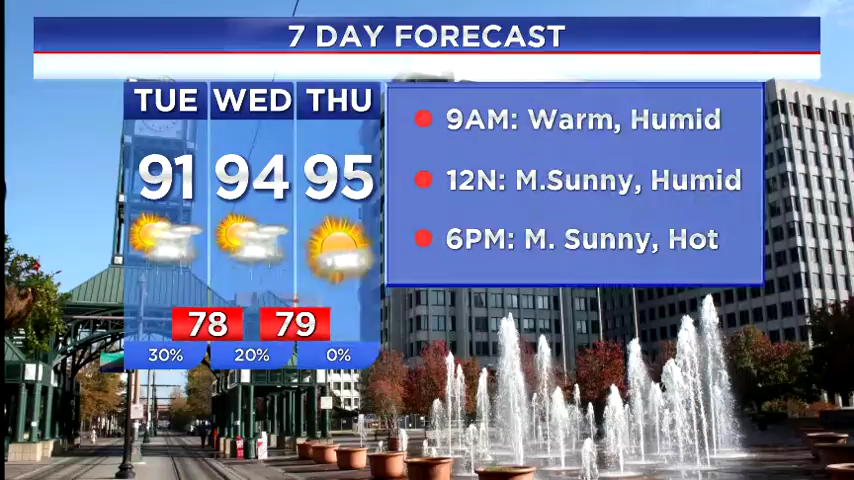 7 DAY FORECAST
TUE WED THU
91 94 95
78 79
30% 20% 0%
9AM: Warm, Humid
12N: M.Sunny, Humid
6PM: M. Sunny, Hot